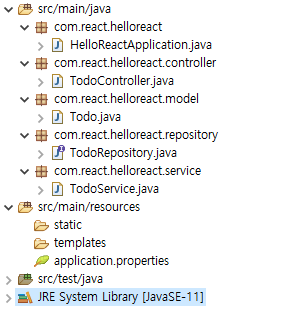 src/main/java
com.react.helloreact
HelloReactApplication.java
com.react.helloreact.controller
TodoController.java
com.react.helloreact.model
Todo.java
com.react.helloreact.repository
TodoRepository.java
com.react.helloreact.service
TodoService.java
src/main/resources
static
templates
application.properties
src/test/java
JRE System Library [JavaSE-11]